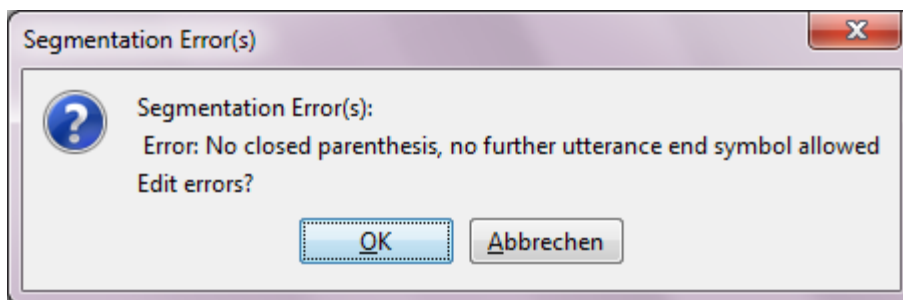 Segmentation Error(s)
Segmentation Error(s):
Error: No closed parenthesis, no further utterance end symbol allowed
Edit errors?
OK
Abbrechen